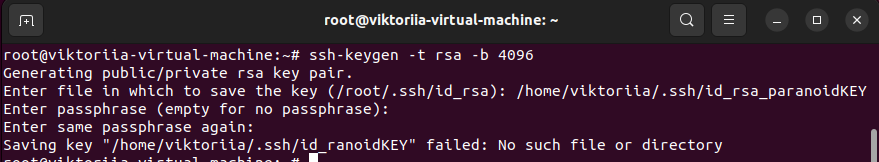 root@viktoriia-virtual-machine: ~
root@viktoriia-virtual-machine:~# ssh-keygen -t rsa -b 4096
Generating public/private rsa key pair.
Enter file in which to save the key (/root/.ssh/id_rsa): /home/viktoriia/.ssh/id_rsa_paranoidKEY
Enter passphrase (empty for no passphrase):
Enter same passphrase again:
Saving key "/home/viktoriia/.ssh/id_ranoidKEY" failed: No such file or directory
root@viktoriia-virtual-machine:~#